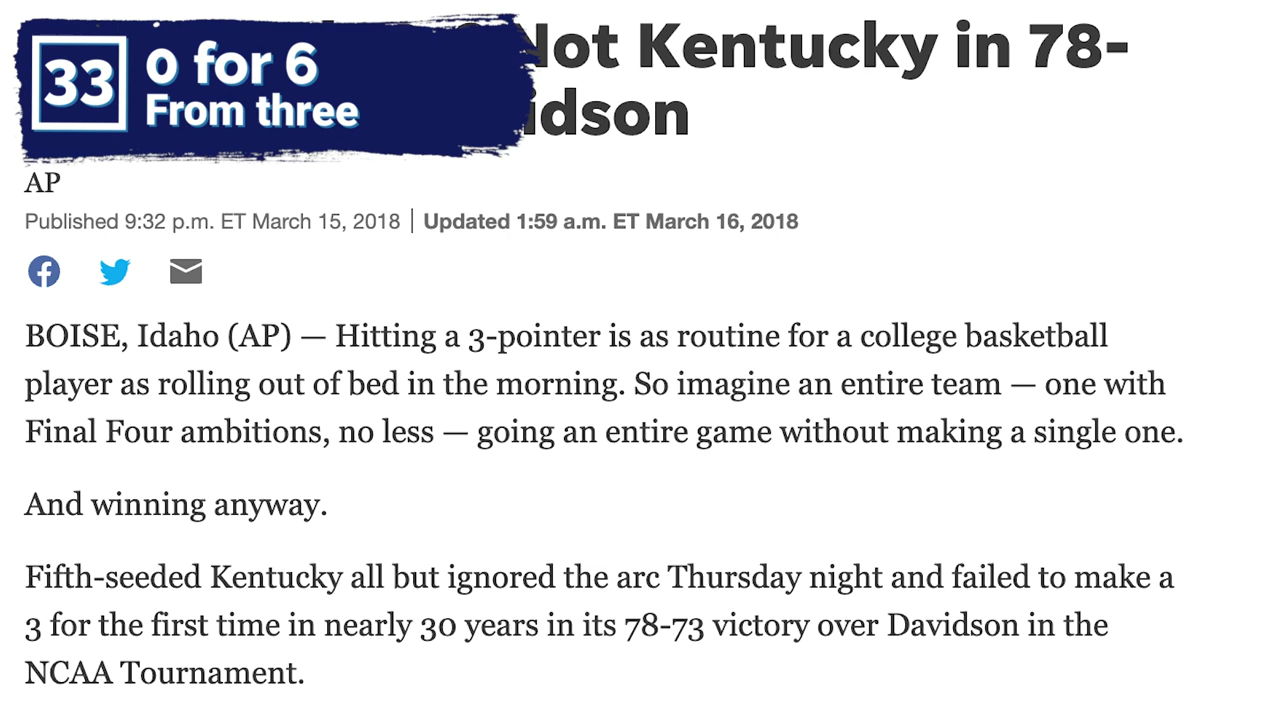 33
0 for 6
From three
Not Kentucky in 78-
AP
Published 9:32 p.m. ET March 15, 2018 | Updated 1:59 a.m. ET March 16, 2018
BOISE, Idaho (AP) — Hitting a 3-pointer is as routine for a college basketball
player as rolling out of bed in the morning. So imagine an entire team — one with
Final Four ambitions, no less — going an entire game without making a single one.
And winning anyway.
Fifth-seeded Kentucky all but ignored the arc Thursday night and failed to make a
3 for the first time in nearly 30 years in its 78-73 victory over Davidson in the
NCAA Tournament.